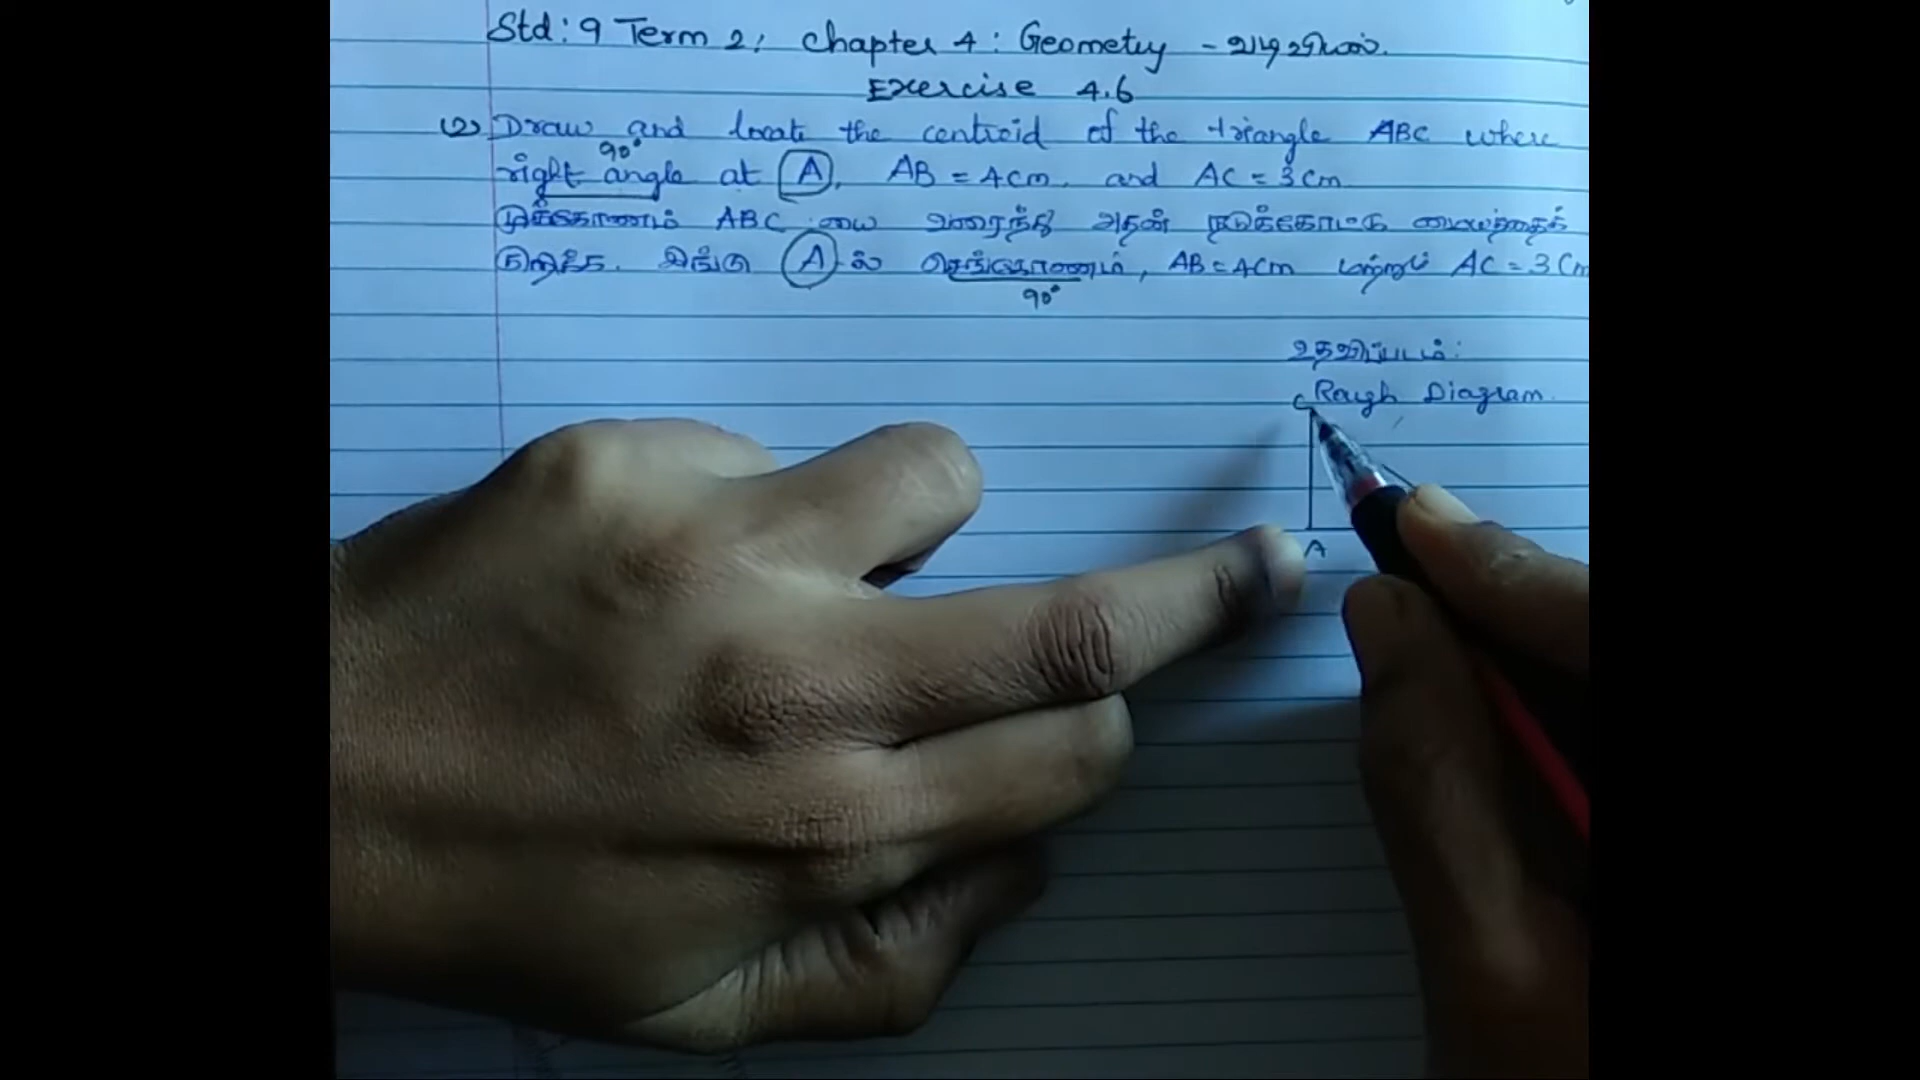 Std: 9 Term 2: Chapter 4: Geometry - வடிவியல்.
Exercise 4.6
(2) Draw and locate the centroid of the triangle ABC where
90°
right angle at A, AB = 4cm. and AC = 3cm.
முக்கோணம் ABC யை வரைந்து அதன் நடுக்கோட்டு மையத்தைக்
குறிக்க. இங்கு A ல் செங்கோணம், AB = 4cm மற்றும் AC = 3cm
90°
உதவிப்படம்:
Rough Diagram.
C
A